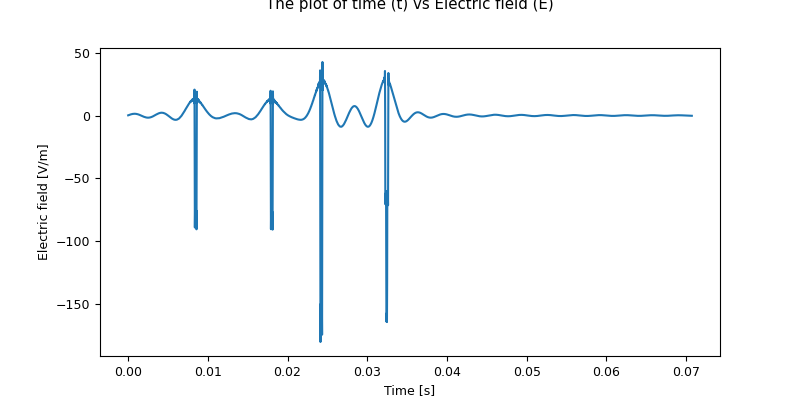 The plot of time (t) vs Electric field (E)
50
0
−50
−100
−150
Electric field [V/m]
0.00 0.01 0.02 0.03 0.04 0.05 0.06 0.07
Time [s]